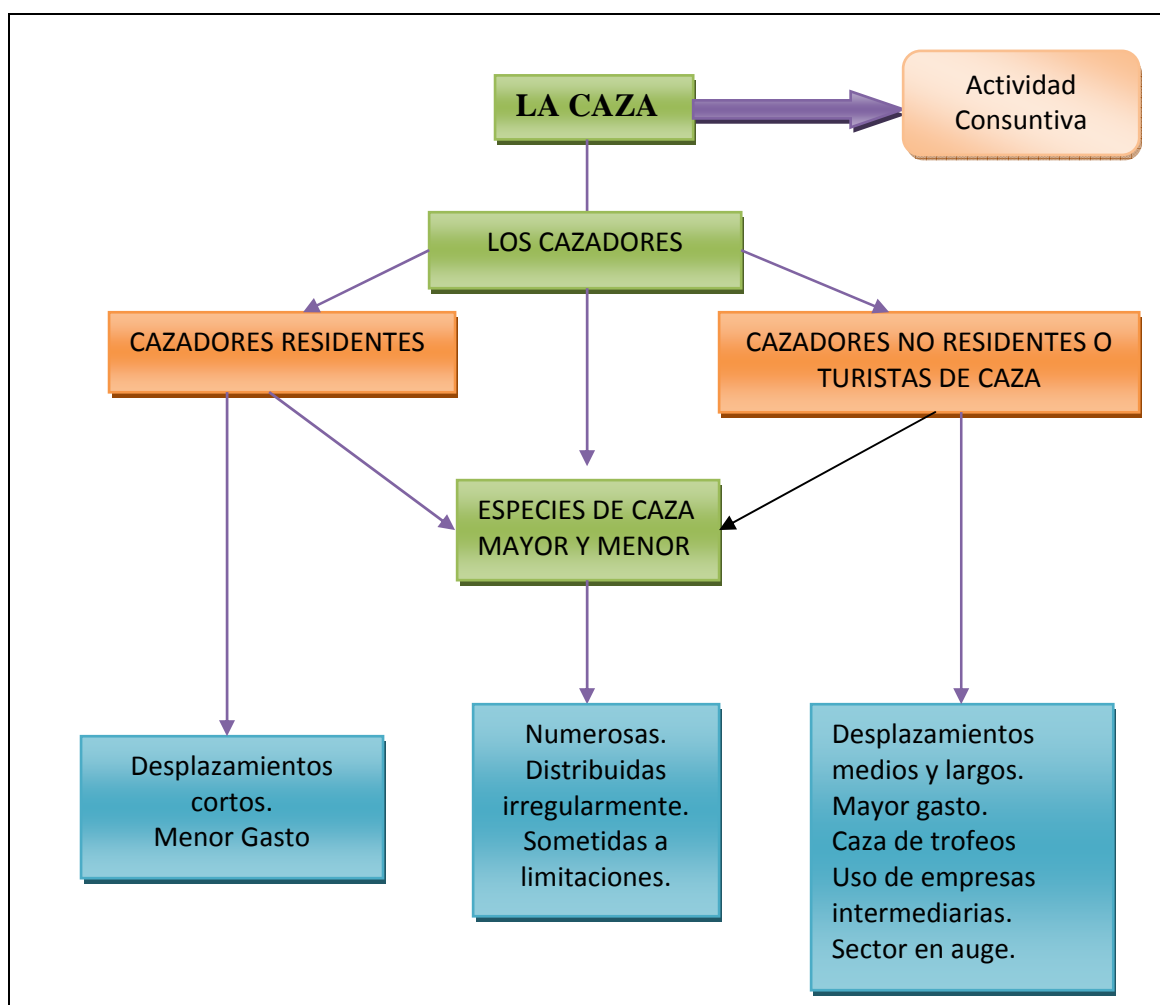 LA CAZA
Actividad
Consuntiva
LOS CAZADORES
CAZADORES RESIDENTES
CAZADORES NO RESIDENTES O
TURISTAS DE CAZA
ESPECIES DE CAZA
MAYOR Y MENOR
Desplazamientos
cortos.
Menor Gasto
Numerosas.
Distribuidas
irregularmente.
Sometidas a
limitaciones.
Desplazamientos
medios y largos.
Mayor gasto.
Caza de trofeos
Uso de empresas
intermediarias.
Sector en auge.